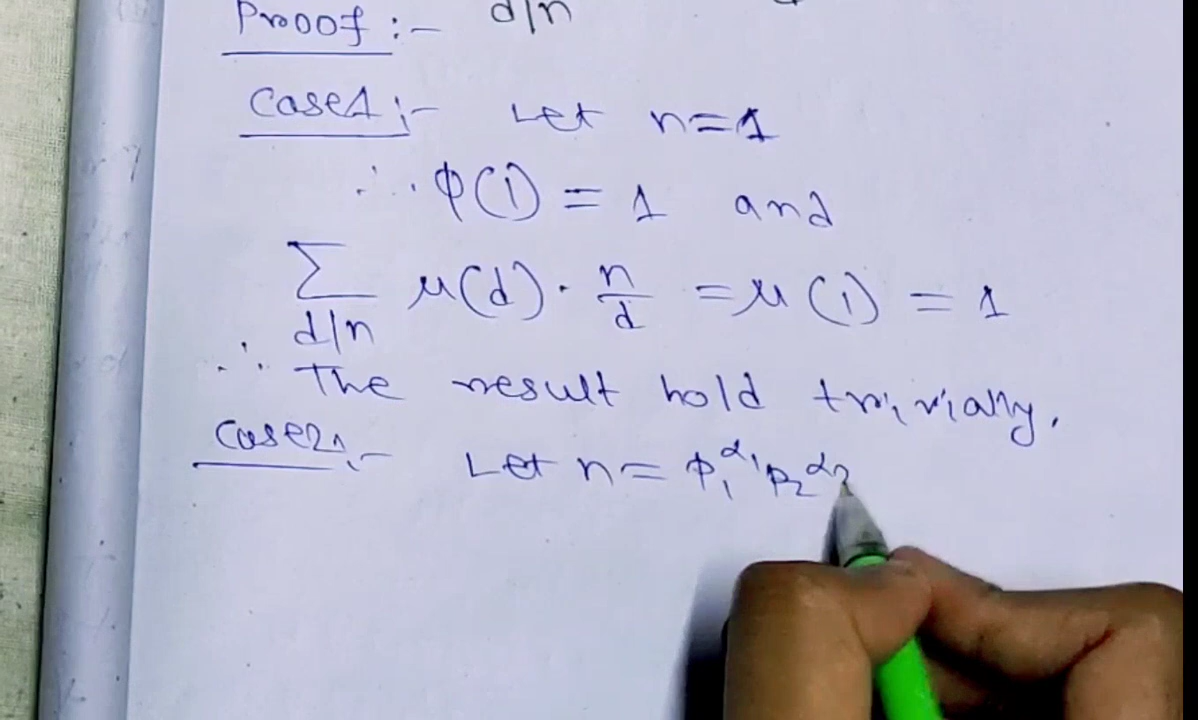 Proof :- d/n
Case1 :- Let n=1
∴ φ(1) = 1 and
∑ μ(d)· n/d = μ(1) = 1
d/n
∴ The result hold trivially.
Case2 :- Let n = p₁^α₁ p₂^α₂